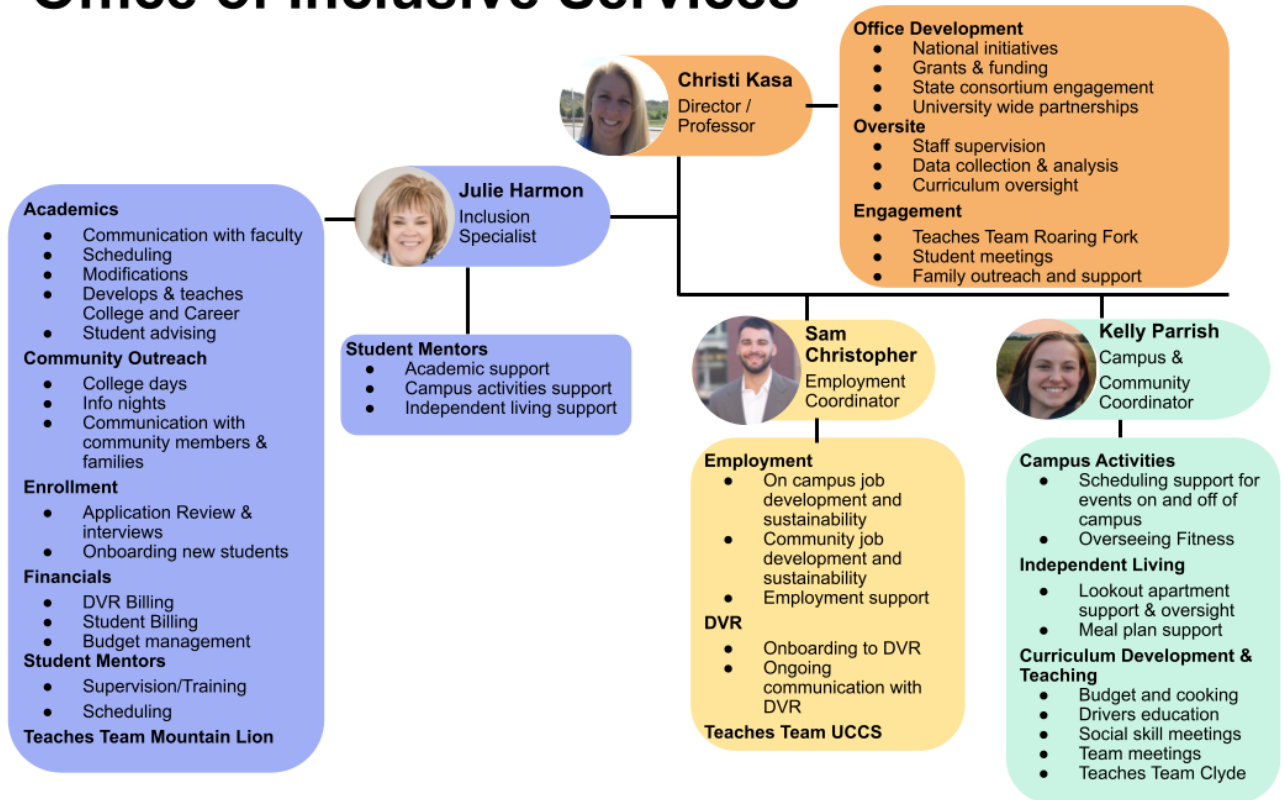 Office of Inclusive Services
Christi Kasa
Director /
Professor
Office Development
● National initiatives
● Grants & funding
● State consortium engagement
● University wide partnerships
Oversite
● Staff supervision
● Data collection & analysis
● Curriculum oversight
Engagement
● Teaches Team Roaring Fork
● Student meetings
● Family outreach and support
Julie Harmon
Inclusion
Specialist
Academics
● Communication with faculty
● Scheduling
● Modifications
● Develops & teaches
College and Career
● Student advising
Community Outreach
● College days
● Info nights
● Communication with
community members &
families
Enrollment
● Application Review &
interviews
● Onboarding new students
Financials
● DVR Billing
● Student Billing
● Budget management
Student Mentors
● Supervision/Training
● Scheduling
Teaches Team Mountain Lion
Student Mentors
● Academic support
● Campus activities support
● Independent living support
Sam
Christopher
Employment
Coordinator
Employment
● On campus job
development and
sustainability
● Community job
development and
sustainability
● Employment support
DVR
● Onboarding to DVR
● Ongoing
communication with
DVR
Teaches Team UCCS
Kelly Parrish
Campus &
Community
Coordinator
Campus Activities
● Scheduling support for
events on and off of
campus
● Overseeing Fitness
Independent Living
● Lookout apartment
support & oversight
● Meal plan support
Curriculum Development &
Teaching
● Budget and cooking
● Drivers education
● Social skill meetings
● Team meetings
● Teaches Team Clyde